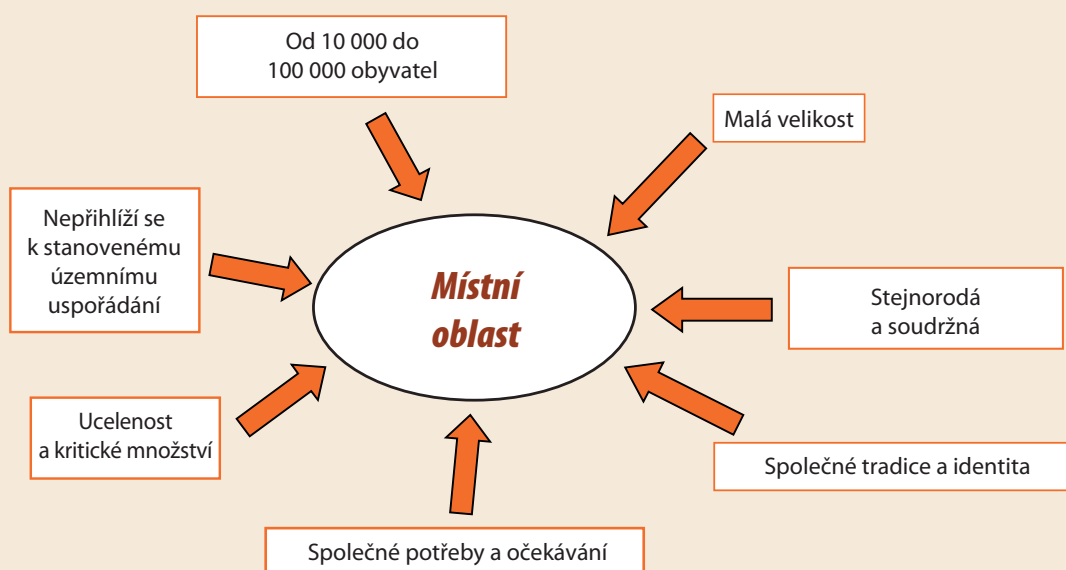 Od 10 000 do
100 000 obyvatel
Malá velikost
Nepřihlíží se
k stanovenému
územnímu
uspořádání
Místní
oblast
Stejnorodá
a soudržná
Ucelenost
a kritické množství
Společné tradice a identita
Společné potřeby a očekávání